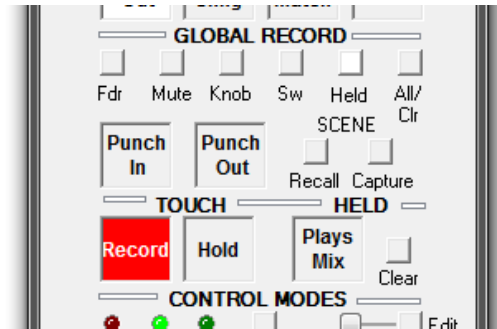 GLOBAL RECORD
Fdr Mute Knob Sw Held All/
Clr
SCENE
Punch In
Punch Out
Recall Capture
TOUCH HELD
Record
Hold
Plays Mix
Clear
CONTROL MODES
Edit